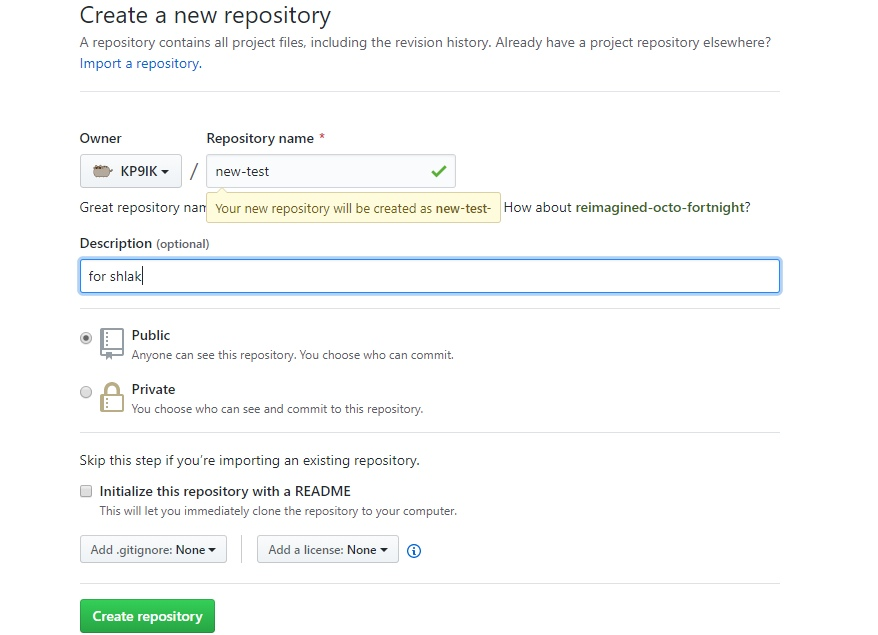 Create a new repository
A repository contains all project files, including the revision history. Already have a project repository elsewhere?
Import a repository.
Owner
Repository name *
KP9IK
/
new-test
Great repository nam
Your new repository will be created as new-test-
How about reimagined-octo-fortnight?
Description (optional)
for shlak
Public
Anyone can see this repository. You choose who can commit.
Private
You choose who can see and commit to this repository.
Skip this step if you’re importing an existing repository.
Initialize this repository with a README
This will let you immediately clone the repository to your computer.
Add .gitignore: None
Add a license: None
Create repository